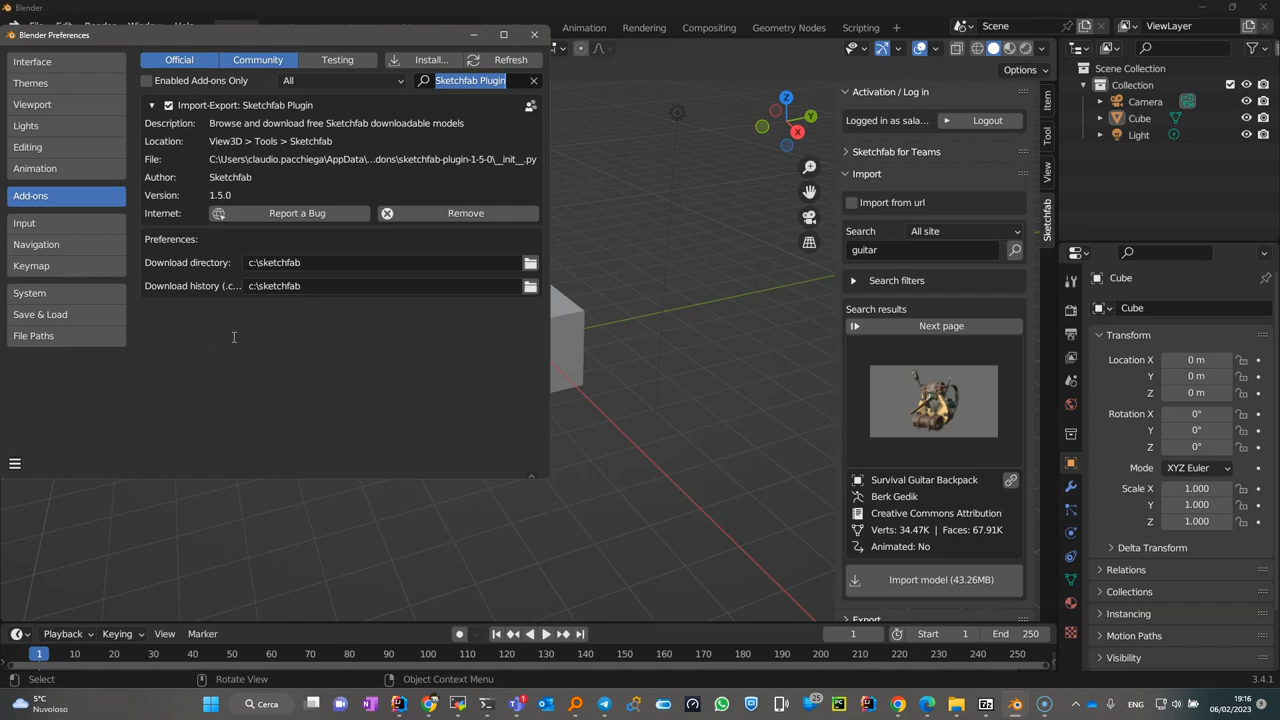 Blender
File Edit Render Window Help
Animation Rendering Compositing Geometry Nodes Scripting
Scene
ViewLayer
Blender Preferences
Interface
Themes
Viewport
Lights
Editing
Animation
Add-ons
Input
Navigation
Keymap
System
Save & Load
File Paths
Official Community Testing Install... Refresh
Enabled Add-ons Only All Sketchfab Plugin
Import-Export: Sketchfab Plugin
Description: Browse and download free Sketchfab downloadable models
Location: View3D > Tools > Sketchfab
File: C:\Users\claudio.pacchiega\AppData\...dons\sketchfab-plugin-1-5-0\__init__.py
Author: Sketchfab
Version: 1.5.0
Internet: Report a Bug Remove
Preferences:
Download directory: c:\sketchfab
Download history (.c... c:\sketchfab
Options
X
Y
Z
Activation / Log in
Logged in as sala... Logout
Sketchfab for Teams
Import
Import from url
Search All site
guitar
Search filters
Search results
Next page
Survival Guitar Backpack
Berk Gedik
Creative Commons Attribution
Verts: 34.47K | Faces: 67.91K
Animated: No
Import model (43.26MB)
Export
Item
Tool
View
Sketchfab
Scene Collection
Collection
Camera
Cube
Light
Cube
Cube
Transform
Location X 0 m
Y 0 m
Z 0 m
Rotation X 0°
Y 0°
Z 0°
Mode XYZ Euler
Scale X 1.000
Y 1.000
Z 1.000
Delta Transform
Relations
Collections
Instancing
Motion Paths
Visibility
Playback Keying View Marker
1 Start 1 End 250
1 10 20 30 40 50 60 70 80 90 100 110 120 130 140 150 160 170 180 190 200 210 220 230 240 250
Select Rotate View Object Context Menu
3.4.1
5°C
Nuvoloso
Cerca
25
ENG
19:16
06/02/2023